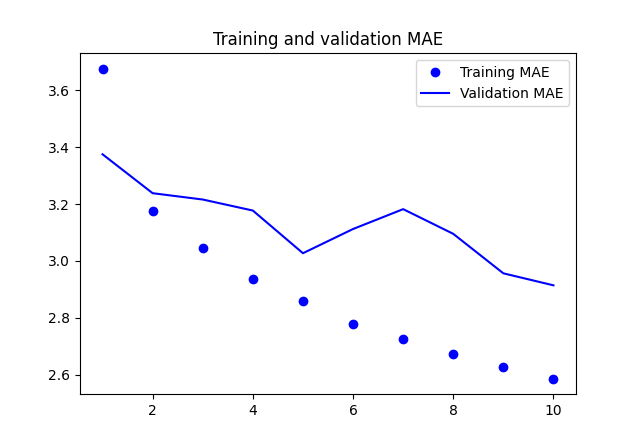 Training and validation MAE
Training MAE
Validation MAE
3.6
3.4
3.2
3.0
2.8
2.6
2 4 6 8 10